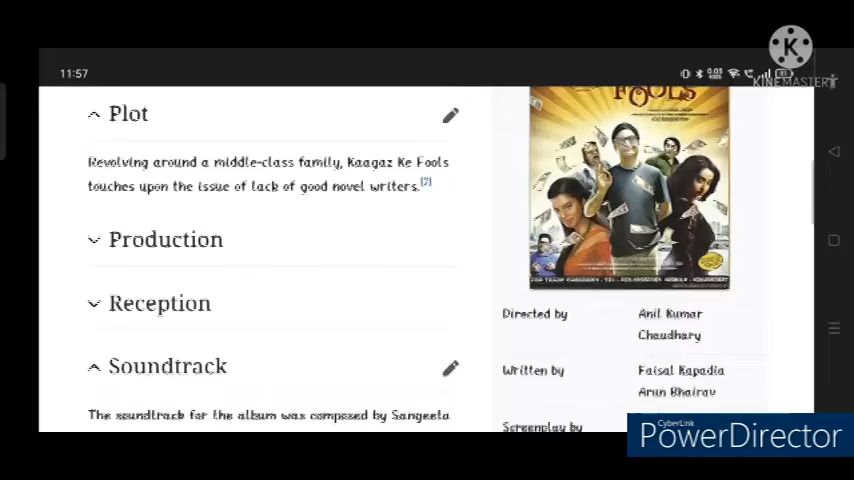 11:57
KINEMASTER
FOOLS
Plot
Revolving around a middle-class family, Kaagaz Ke Fools
touches upon the issue of lack of good novel writers.[2]
Production
Reception
Soundtrack
The soundtrack for the album was composed by Sangeeta
Directed by
Anil Kumar
Chaudhary
Written by
Faisal Kapadia
Arun Bhairav
Screenplay by
CyberLink
PowerDirector